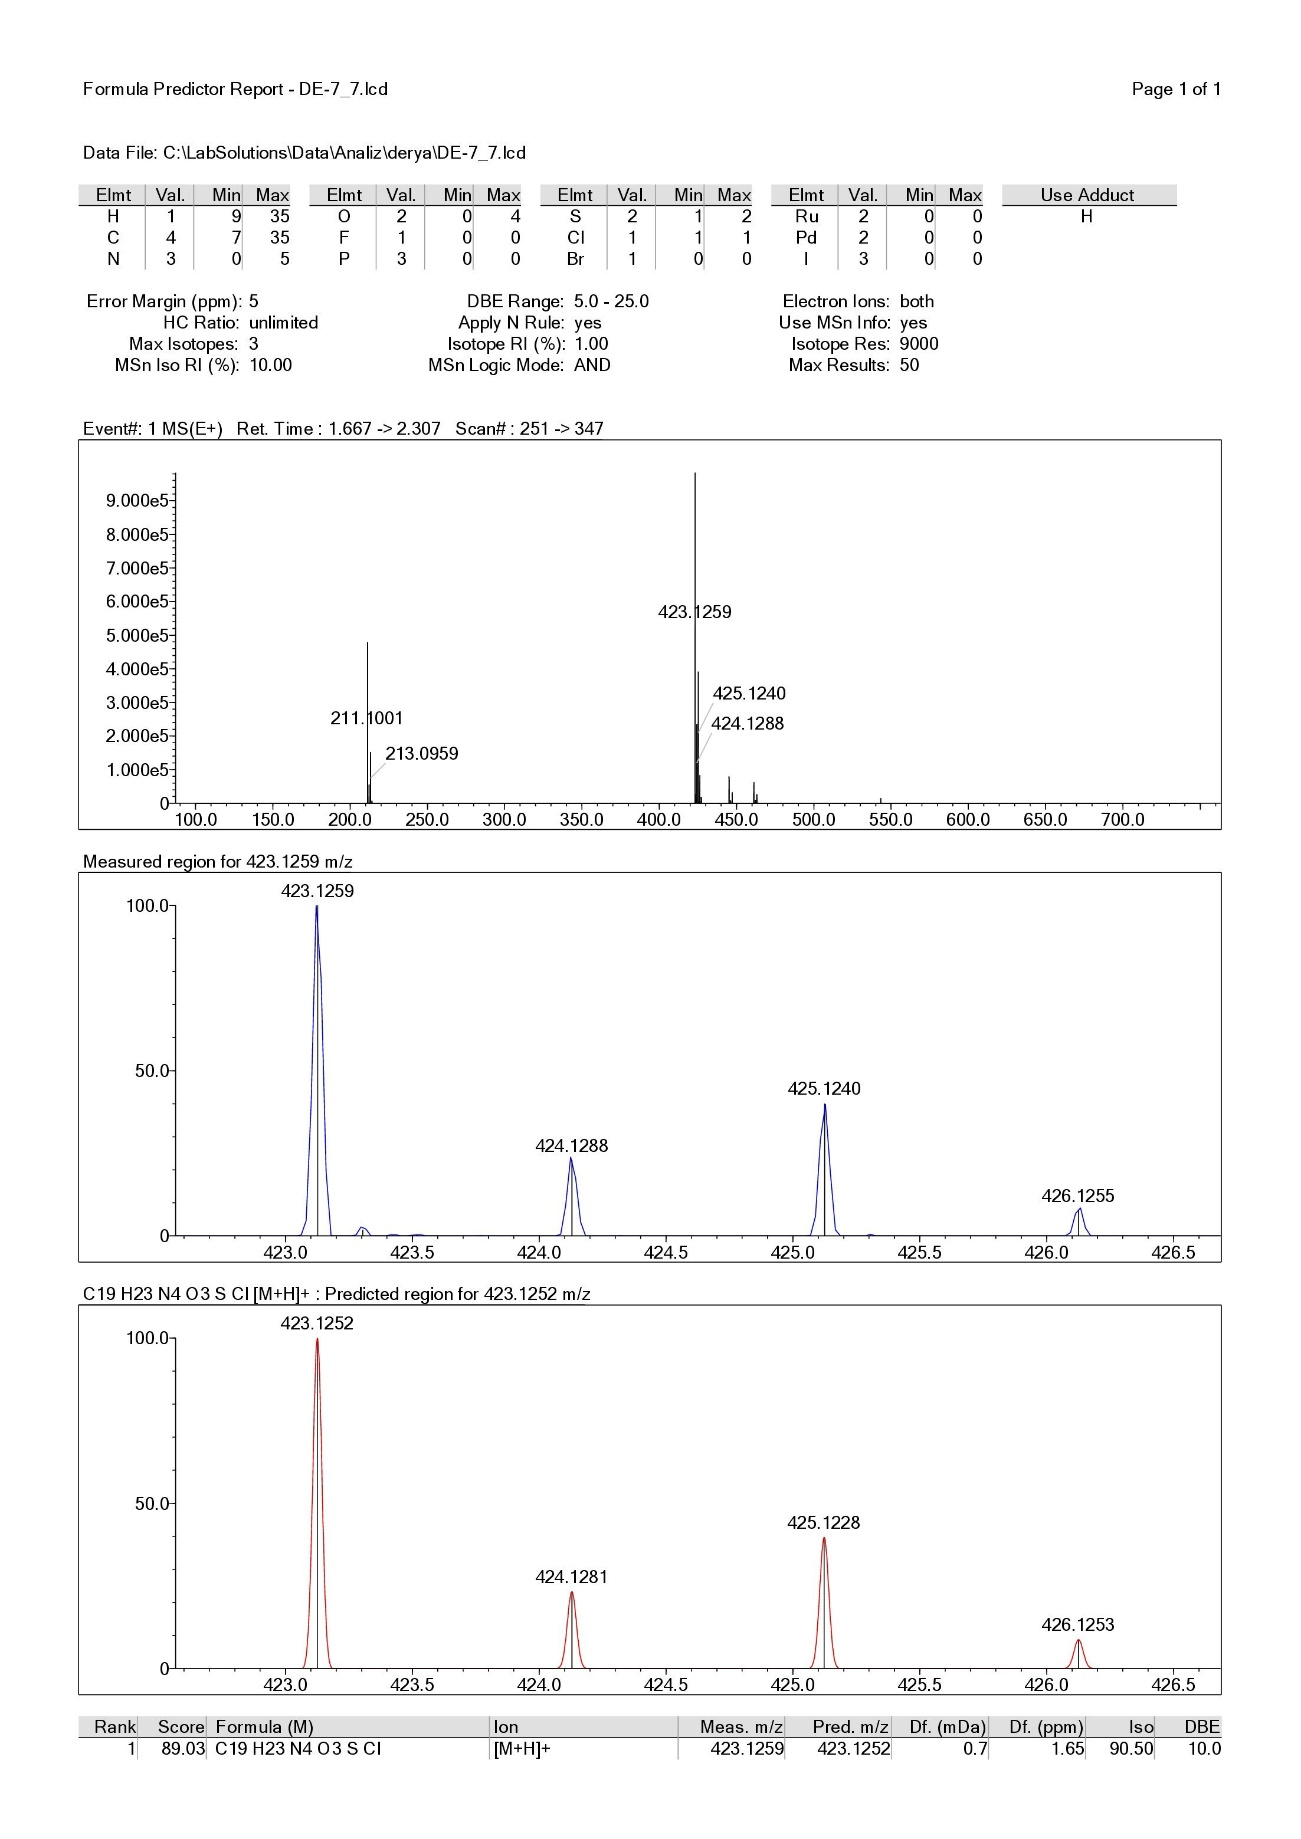 Formula Predictor Report - DE-7_7.lcd Page 1 of 1
Data File: C:\LabSolutions\Data\Analiz\derya\DE-7_7.lcd
Elmt Val. Min Max Elmt Val. Min Max Elmt Val. Min Max Elmt Val. Min Max Use Adduct
H 1 9 35 O 2 0 4 S 2 1 2 Ru 2 0 0 H
C 4 7 35 F 1 0 0 Cl 1 1 1 Pd 2 0 0
N 3 0 5 P 3 0 0 Br 1 0 0 I 3 0 0
Error Margin (ppm): 5 DBE Range: 5.0 - 25.0 Electron Ions: both
HC Ratio: unlimited Apply N Rule: yes Use MSn Info: yes
Max Isotopes: 3 Isotope RI (%): 1.00 Isotope Res: 9000
MSn Iso RI (%): 10.00 MSn Logic Mode: AND Max Results: 50
Event#: 1 MS(E+) Ret. Time : 1.667 -> 2.307 Scan# : 251 -> 347
9.000e5
8.000e5
7.000e5
6.000e5
423.1259
5.000e5
4.000e5
3.000e5
425.1240
211.1001
424.1288
2.000e5
213.0959
1.000e5
0
100.0 150.0 200.0 250.0 300.0 350.0 400.0 450.0 500.0 550.0 600.0 650.0 700.0
Measured region for 423.1259 m/z
423.1259
100.0
50.0
425.1240
424.1288
426.1255
0
423.0 423.5 424.0 424.5 425.0 425.5 426.0 426.5
C19 H23 N4 O3 S Cl [M+H]+ : Predicted region for 423.1252 m/z
423.1252
100.0
50.0
425.1228
424.1281
426.1253
0
423.0 423.5 424.0 424.5 425.0 425.5 426.0 426.5
Rank Score Formula (M) Ion Meas. m/z Pred. m/z Df. (mDa) Df. (ppm) Iso DBE
1 89.03 C19 H23 N4 O3 S Cl [M+H]+ 423.1259 423.1252 0.7 1.65 90.50 10.0